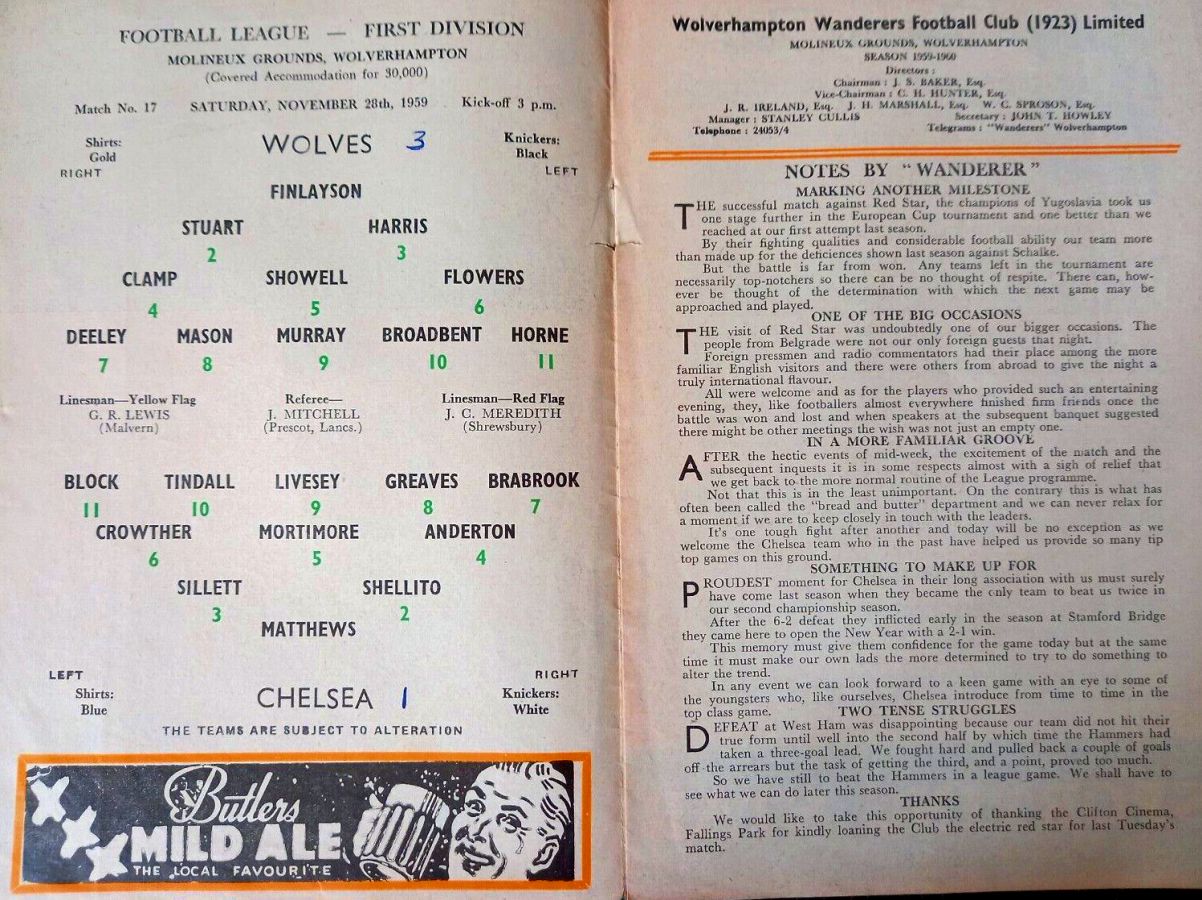 FOOTBALL LEAGUE — FIRST DIVISION
MOLINEUX GROUNDS, WOLVERHAMPTON
(Covered Accommodation for 30,000)
Match No. 17 SATURDAY, NOVEMBER 28th, 1959 Kick-off 3 p.m.
Shirts: WOLVES 3 Knickers:
Gold Black
RIGHT LEFT
FINLAYSON
STUART HARRIS
2 3
CLAMP SHOWELL FLOWERS
4 5 6
DEELEY MASON MURRAY BROADBENT HORNE
7 8 9 10 11
Linesman—Yellow Flag Referee— Linesman—Red Flag
G. R. LEWIS J. MITCHELL J. C. MEREDITH
(Malvern) (Prescot, Lancs.) (Shrewsbury)
BLOCK TINDALL LIVESEY GREAVES BRABROOK
11 10 9 8 7
CROWTHER MORTIMORE ANDERTON
6 5 4
SILLETT SHELLITO
3 2
MATTHEWS
LEFT RIGHT
Shirts: CHELSEA 1 Knickers:
Blue White
THE TEAMS ARE SUBJECT TO ALTERATION
Butlers
MILD ALE
THE LOCAL FAVOURITE
Wolverhampton Wanderers Football Club (1923) Limited
MOLINEUX GROUNDS, WOLVERHAMPTON
SEASON 1959-1960
Directors:
Chairman: J. S. BAKER, Esq.
Vice-Chairman: C. H. HUNTER, Esq.
J. R. IRELAND, Esq. J. H. MARSHALL, Esq. W. C. SPROSON, Esq.
Manager: STANLEY CULLIS Secretary: JOHN T. HOWLEY
Telephone: 24053/4 Telegrams: "Wanderers" Wolverhampton
NOTES BY "WANDERER"
MARKING ANOTHER MILESTONE
THE successful match against Red Star, the champions of Yugoslavia took us
one stage further in the European Cup tournament and one better than we
reached at our first attempt last season.
By their fighting qualities and considerable football ability our team more
than made up for the deficiences shown last season against Schalke.
But the battle is far from won. Any teams left in the tournament are
necessarily top-notchers so there can be no thought of respite. There can, how-
ever be thought of the determination with which the next game may be
approached and played.
ONE OF THE BIG OCCASIONS
THE visit of Red Star was undoubtedly one of our bigger occasions. The
people from Belgrade were not our only foreign guests that night.
Foreign pressmen and radio commentators had their place among the more
familiar English visitors and there were others from abroad to give the night a
truly international flavour.
All were welcome and as for the players who provided such an entertaining
evening, they, like footballers almost everywhere finished firm friends once the
battle was won and lost and when speakers at the subsequent banquet suggested
there might be other meetings the wish was not just an empty one.
IN A MORE FAMILIAR GROOVE
AFTER the hectic events of mid-week, the excitement of the match and the
subsequent inquests it is in some respects almost with a sigh of relief that
we get back to the more normal routine of the League programme.
Not that this is in the least unimportant. On the contrary this is what has
often been called the "bread and butter" department and we can never relax for
a moment if we are to keep closely in touch with the leaders.
It's one tough fight after another and today will be no exception as we
welcome the Chelsea team who in the past have helped us provide so many tip
top games on this ground.
SOMETHING TO MAKE UP FOR
PROUDEST moment for Chelsea in their long association with us must surely
have come last season when they became the only team to beat us twice in
our second championship season.
After the 6-2 defeat they inflicted early in the season at Stamford Bridge
they came here to open the New Year with a 2-1 win.
This memory must give them confidence for the game today but at the same
time it must make our own lads the more determined to try to do something to
alter the trend.
In any event we can look forward to a keen game with an eye to some of
the youngsters who, like ourselves, Chelsea introduce from time to time in the
top class game.
TWO TENSE STRUGGLES
DEFEAT at West Ham was disappointing because our team did not hit their
true form until well into the second half by which time the Hammers had
taken a three-goal lead. We fought hard and pulled back a couple of goals
off the arrears but the task of getting the third, and a point, proved too much.
So we have still to beat the Hammers in a league game. We shall have to
see what we can do later this season.
THANKS
We would like to take this opportunity of thanking the Clifton Cinema,
Fallings Park for kindly loaning the Club the electric red star for last Tuesday's
match.